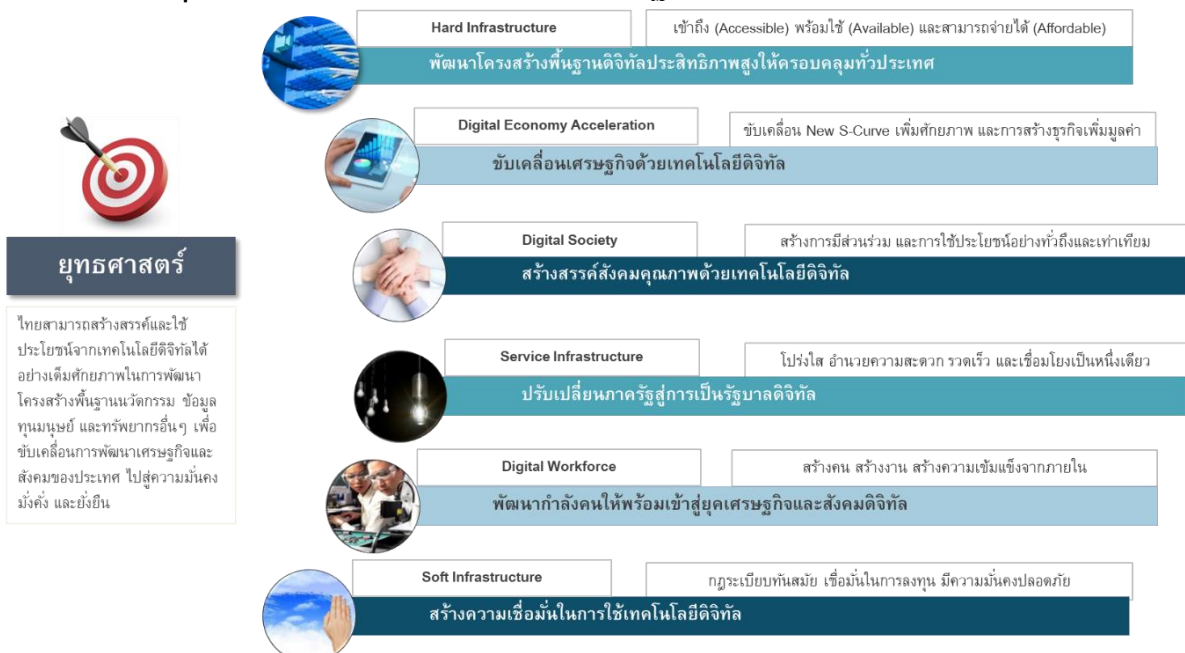 Hard Infrastructure
เข้าถึง (Accessible) พร้อมใช้ (Available) และสามารถจ่ายได้ (Affordable)
พัฒนาโครงสร้างพื้นฐานดิจิทัลประสิทธิภาพสูงให้ครอบคลุมทั่วประเทศ
Digital Economy Acceleration
ขับเคลื่อน New S-Curve เพิ่มศักยภาพ และการสร้างธุรกิจเพิ่มมูลค่า
ขับเคลื่อนเศรษฐกิจด้วยเทคโนโลยีดิจิทัล
Digital Society
สร้างการมีส่วนร่วม และการใช้ประโยชน์อย่างทั่วถึงและเท่าเทียม
สร้างสรรค์สังคมคุณภาพด้วยเทคโนโลยีดิจิทัล
ยุทธศาสตร์
ไทยสามารถสร้างสรรค์และใช้
ประโยชน์จากเทคโนโลยีดิจิทัลได้
อย่างเต็มศักยภาพในการพัฒนา
โครงสร้างพื้นฐานนวัตกรรม ข้อมูล
ทุนมนุษย์ และทรัพยากรอื่นๆ เพื่อ
ขับเคลื่อนการพัฒนาเศรษฐกิจและ
สังคมของประเทศ ไปสู่ความมั่นคง
มั่งคั่ง และยั่งยืน
Service Infrastructure
โปร่งใส อำนวยความสะดวก รวดเร็ว และเชื่อมโยงเป็นหนึ่งเดียว
ปรับเปลี่ยนภาครัฐสู่การเป็นรัฐบาลดิจิทัล
Digital Workforce
สร้างคน สร้างงาน สร้างความเข้มแข็งจากภายใน
พัฒนากำลังคนให้พร้อมเข้าสู่ยุคเศรษฐกิจและสังคมดิจิทัล
Soft Infrastructure
กฎระเบียบทันสมัย เชื่อมั่นในการลงทุน มีความมั่นคงปลอดภัย
สร้างความเชื่อมั่นในการใช้เทคโนโลยีดิจิทัล